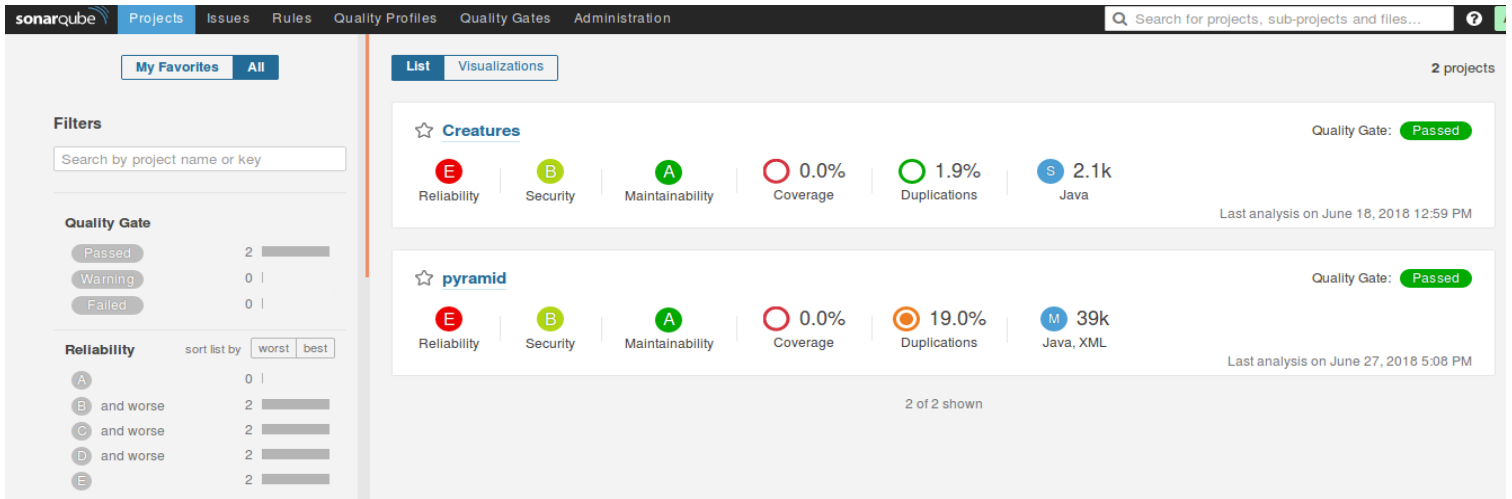 sonarqube Projects Issues Rules Quality Profiles Quality Gates Administration Search for projects, sub-projects and files... ?
My Favorites All
Filters
Search by project name or key
Quality Gate
Passed 2
Warning 0
Failed 0
Reliability sort list by worst best
A 0
B and worse 2
C and worse 2
D and worse 2
E 2
List Visualizations 2 projects
Creatures Quality Gate: Passed
E B A 0.0% 1.9% S 2.1k
Reliability Security Maintainability Coverage Duplications Java
Last analysis on June 18, 2018 12:59 PM
pyramid Quality Gate: Passed
E B A 0.0% 19.0% M 39k
Reliability Security Maintainability Coverage Duplications Java, XML
Last analysis on June 27, 2018 5:08 PM
2 of 2 shown